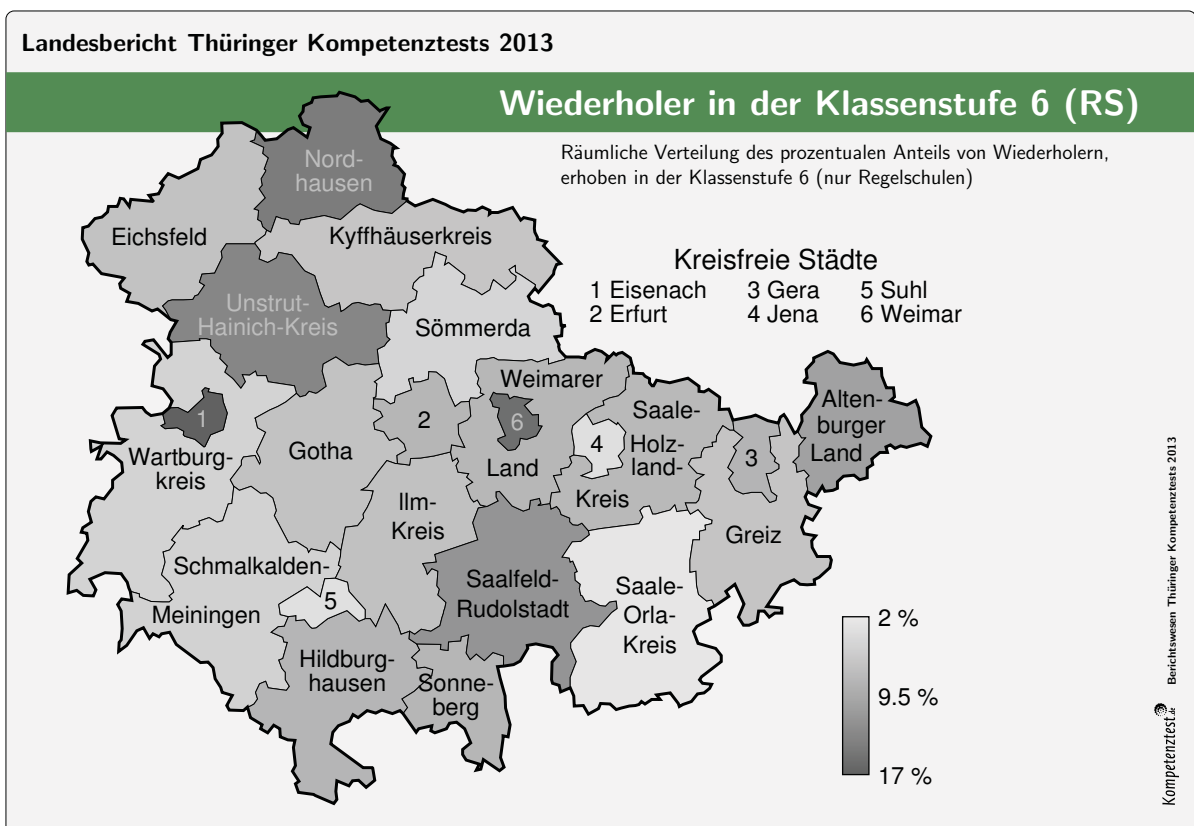 Landesbericht Thüringer Kompetenztests 2013
Wiederholer in der Klassenstufe 6 (RS)
Räumliche Verteilung des prozentualen Anteils von Wiederholern,
erhoben in der Klassenstufe 6 (nur Regelschulen)
Nord-
hausen
Eichsfeld
Kyffhäuserkreis
Kreisfreie Städte
1 Eisenach 3 Gera 5 Suhl
2 Erfurt 4 Jena 6 Weimar
Unstrut-
Hainich-Kreis
Sömmerda
Weimarer
Land
1
2
6
4
3
Saale-
Holz-
land-
Kreis
Alten-
burger
Land
Wartburg-
kreis
Gotha
Ilm-
Kreis
Greiz
Schmalkalden-
Meiningen
5
Saalfeld-
Rudolstadt
Saale-
Orla-
Kreis
Hildburg-
hausen
Sonne-
berg
2 %
9.5 %
17 %
Kompetenztest.de
Berichtswesen Thüringer Kompetenztests 2013